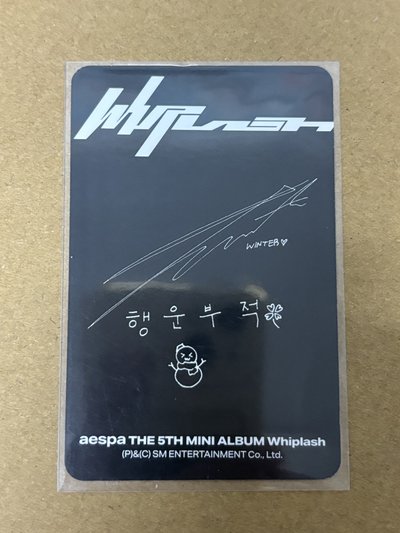 Whiplash
WINTER♡
행운부적
aespa THE 5TH MINI ALBUM Whiplash
(P)&(C) SM ENTERTAINMENT Co., Ltd.